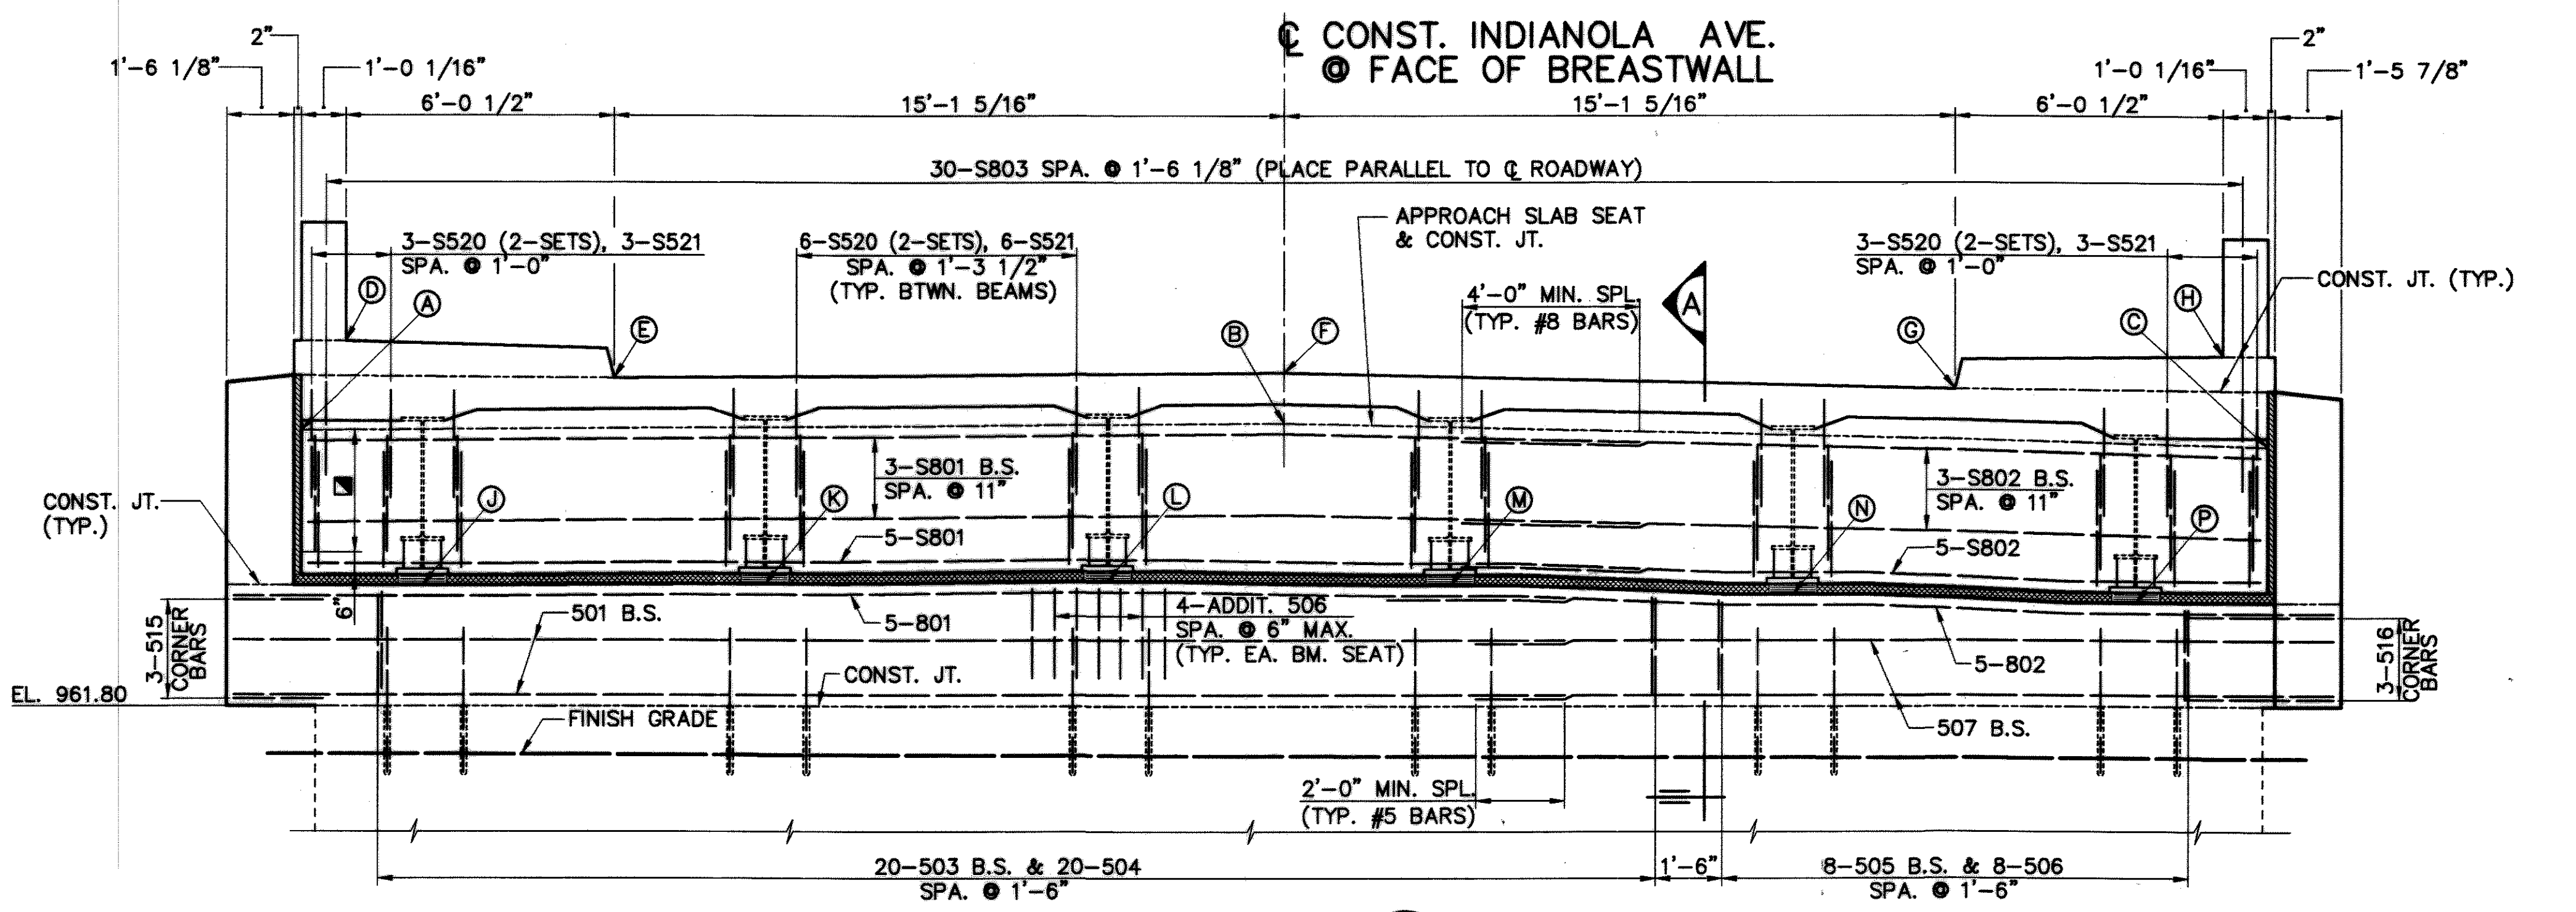 ℄ CONST. INDIANOLA AVE.
@ FACE OF BREASTWALL
2"
1'-6 1/8"
1'-0 1/16"
6'-0 1/2"
15'-1 5/16"
15'-1 5/16"
6'-0 1/2"
1'-0 1/16"
2"
1'-5 7/8"
30-S803 SPA. @ 1'-6 1/8" (PLACE PARALLEL TO ℄ ROADWAY)
3-S520 (2-SETS), 3-S521
SPA. @ 1'-0"
6-S520 (2-SETS), 6-S521
SPA. @ 1'-3 1/2"
(TYP. BTWN. BEAMS)
APPROACH SLAB SEAT
& CONST. JT.
3-S520 (2-SETS), 3-S521
SPA. @ 1'-0"
CONST. JT. (TYP.)
4'-0" MIN. SPL.
(TYP. #8 BARS)
A
D
A
E
B
F
G
C
H
3-S801 B.S.
SPA. @ 11"
3-S802 B.S.
SPA. @ 11"
CONST. JT.
(TYP.)
J
K
L
M
N
P
5-S801
5-S802
6"
501 B.S.
5-801
4-ADDIT. 506
SPA. @ 6" MAX.
(TYP. EA. BM. SEAT)
5-802
3-515
CORNER
BARS
3-516
CORNER
BARS
EL. 961.80
CONST. JT.
FINISH GRADE
507 B.S.
2'-0" MIN. SPL.
(TYP. #5 BARS)
20-503 B.S. & 20-504
SPA. @ 1'-6"
1'-6"
8-505 B.S. & 8-506
SPA. @ 1'-6"